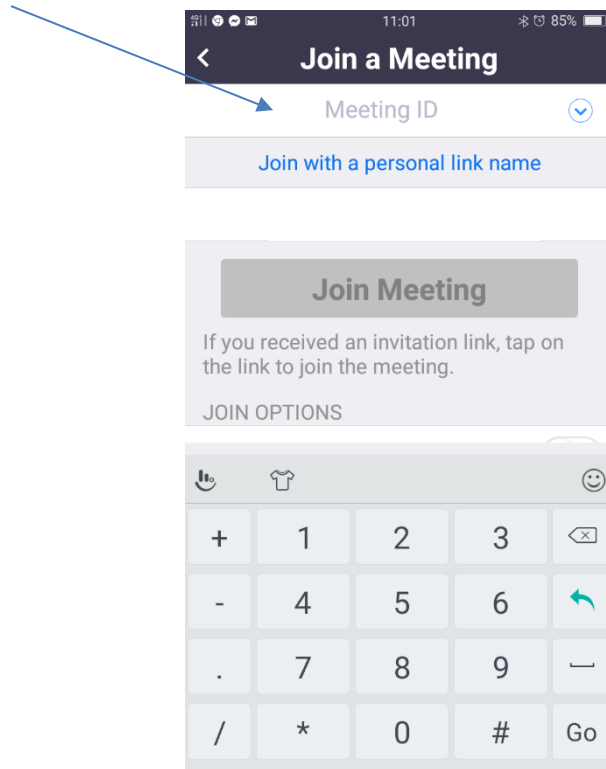 11:01 85%
Join a Meeting
Meeting ID
Join with a personal link name
Join Meeting
If you received an invitation link, tap on
the link to join the meeting.
JOIN OPTIONS
+ 1 2 3
- 4 5 6
. 7 8 9
/ * 0 # Go